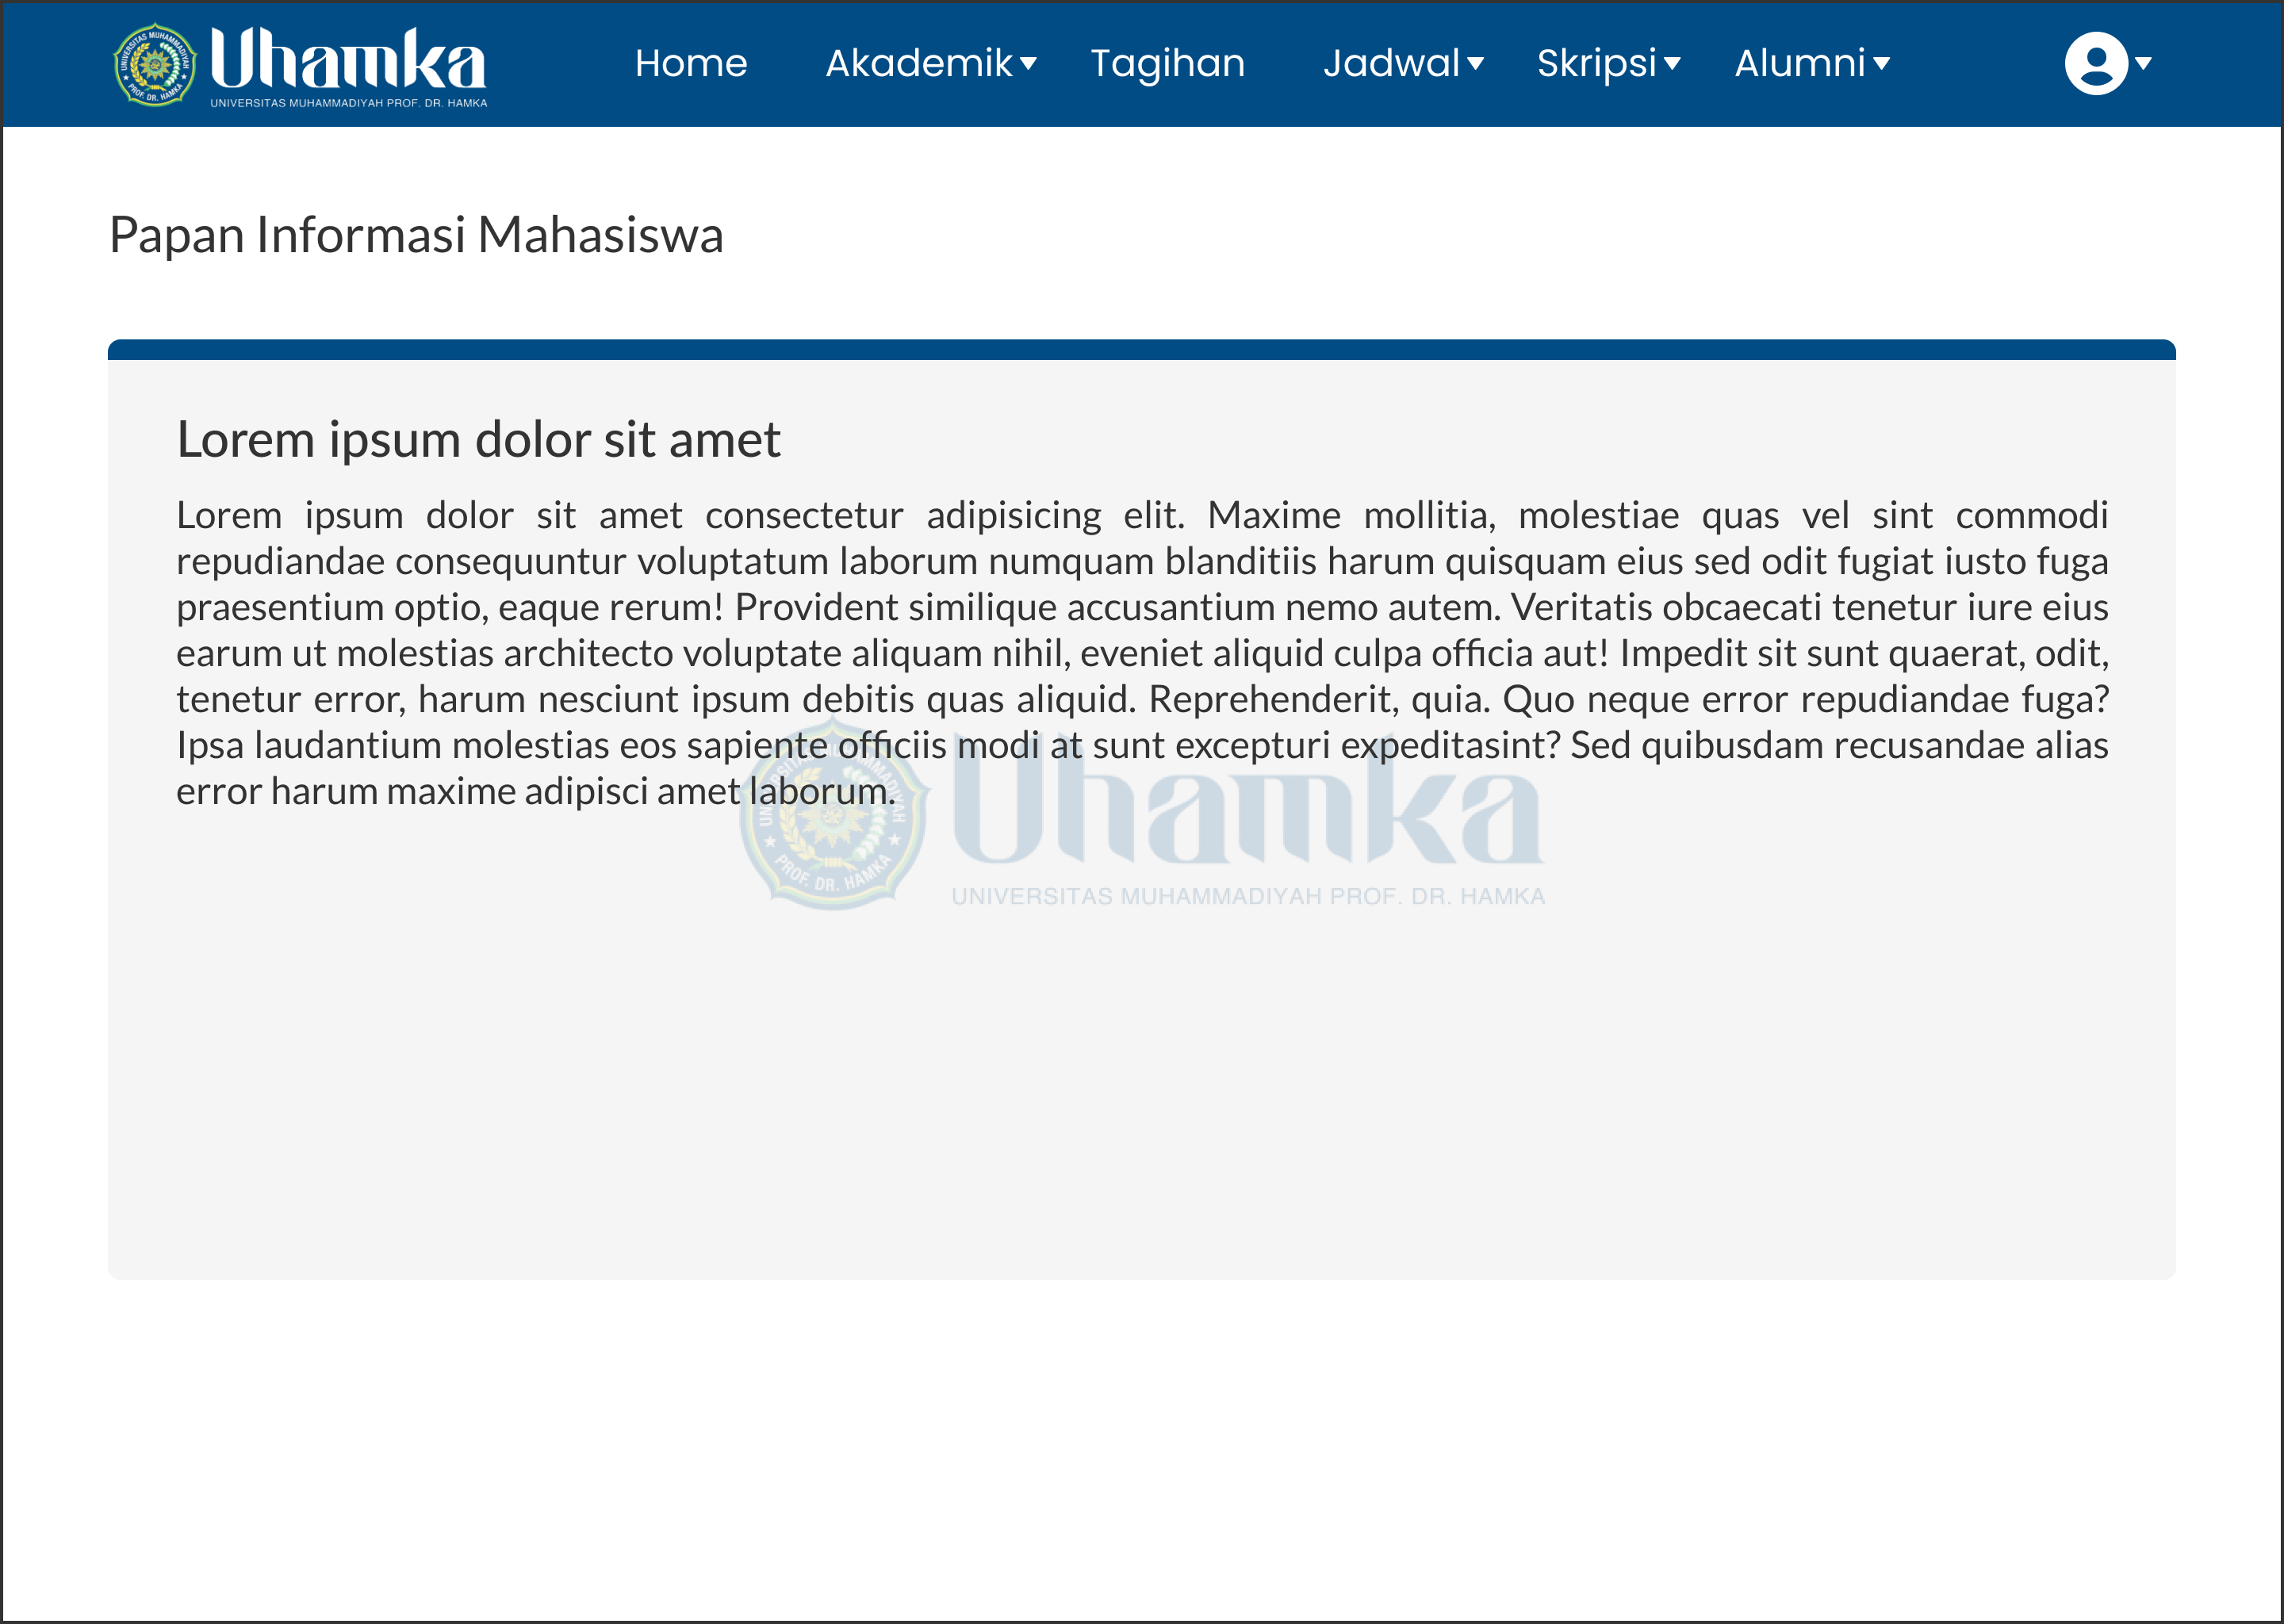 UNIVERSITAS MUHAMMADIYAH
PROF. DR. HAMKA
Uhamka
UNIVERSITAS MUHAMMADIYAH PROF. DR. HAMKA
Home Akademik Tagihan Jadwal Skripsi Alumni
Papan Informasi Mahasiswa
Lorem ipsum dolor sit amet
Lorem ipsum dolor sit amet consectetur adipisicing elit. Maxime mollitia, molestiae quas vel sint commodi
repudiandae consequuntur voluptatum laborum numquam blanditiis harum quisquam eius sed odit fugiat iusto fuga
praesentium optio, eaque rerum! Provident similique accusantium nemo autem. Veritatis obcaecati tenetur iure eius
earum ut molestias architecto voluptate aliquam nihil, eveniet aliquid culpa officia aut! Impedit sit sunt quaerat, odit,
tenetur error, harum nesciunt ipsum debitis quas aliquid. Reprehenderit, quia. Quo neque error repudiandae fuga?
Ipsa laudantium molestias eos sapiente officiis modi at sunt excepturi expeditasint? Sed quibusdam recusandae alias
error harum maxime adipisci amet laborum.
UNIVERSITAS MUHAMMADIYAH
PROF. DR. HAMKA
Uhamka
UNIVERSITAS MUHAMMADIYAH PROF. DR. HAMKA